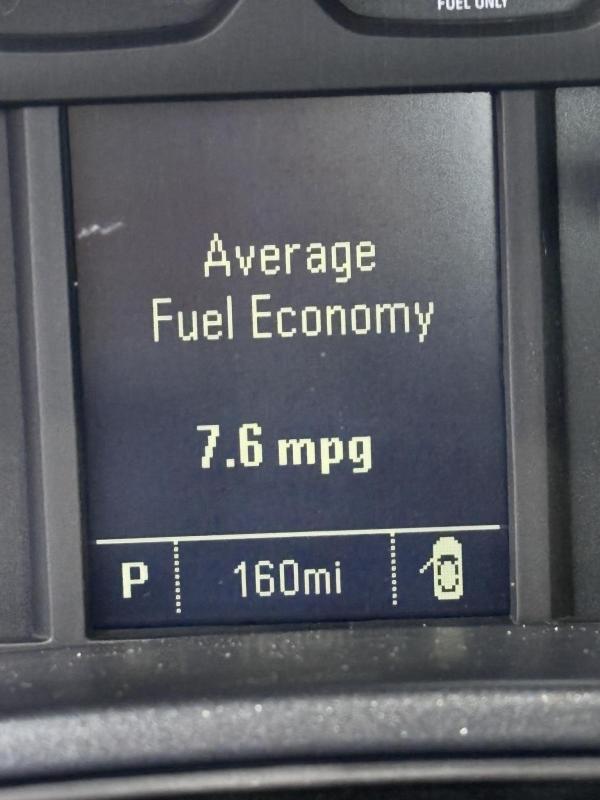 FUEL ONLY
Average
Fuel Economy
7.6 mpg
P 160mi